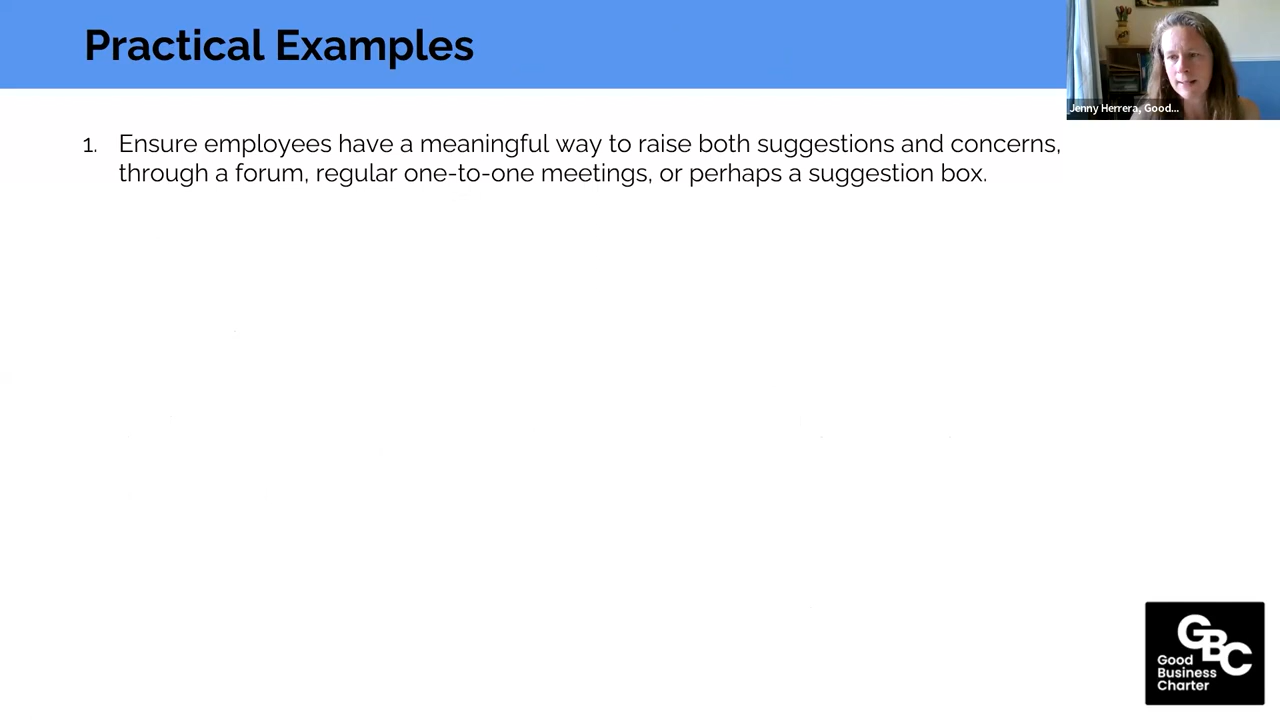 Practical Examples
Jenny Herrera, Good...
1. Ensure employees have a meaningful way to raise both suggestions and concerns,
through a forum, regular one-to-one meetings, or perhaps a suggestion box.
GBC
Good
Business
Charter